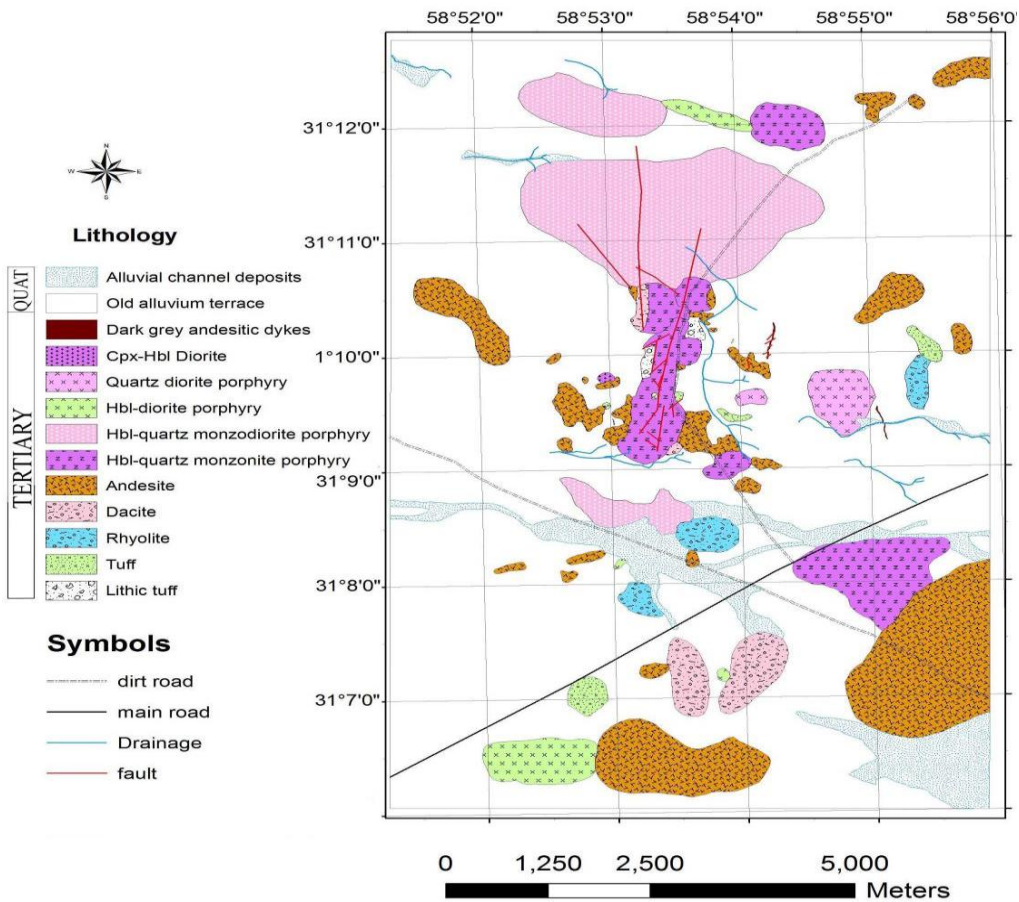 58°52'0" 58°53'0" 58°54'0" 58°55'0" 58°56'0"
31°12'0"
31°11'0"
1°10'0"
31°9'0"
31°8'0"
31°7'0"
N
W E
S
Lithology
QUAT
TERTIARY
Alluvial channel deposits
Old alluvium terrace
Dark grey andesitic dykes
Cpx-Hbl Diorite
Quartz diorite porphyry
Hbl-diorite porphyry
Hbl-quartz monzodiorite porphyry
Hbl-quartz monzonite porphyry
Andesite
Dacite
Rhyolite
Tuff
Lithic tuff
Symbols
dirt road
main road
Drainage
fault
0 1,250 2,500 5,000
Meters